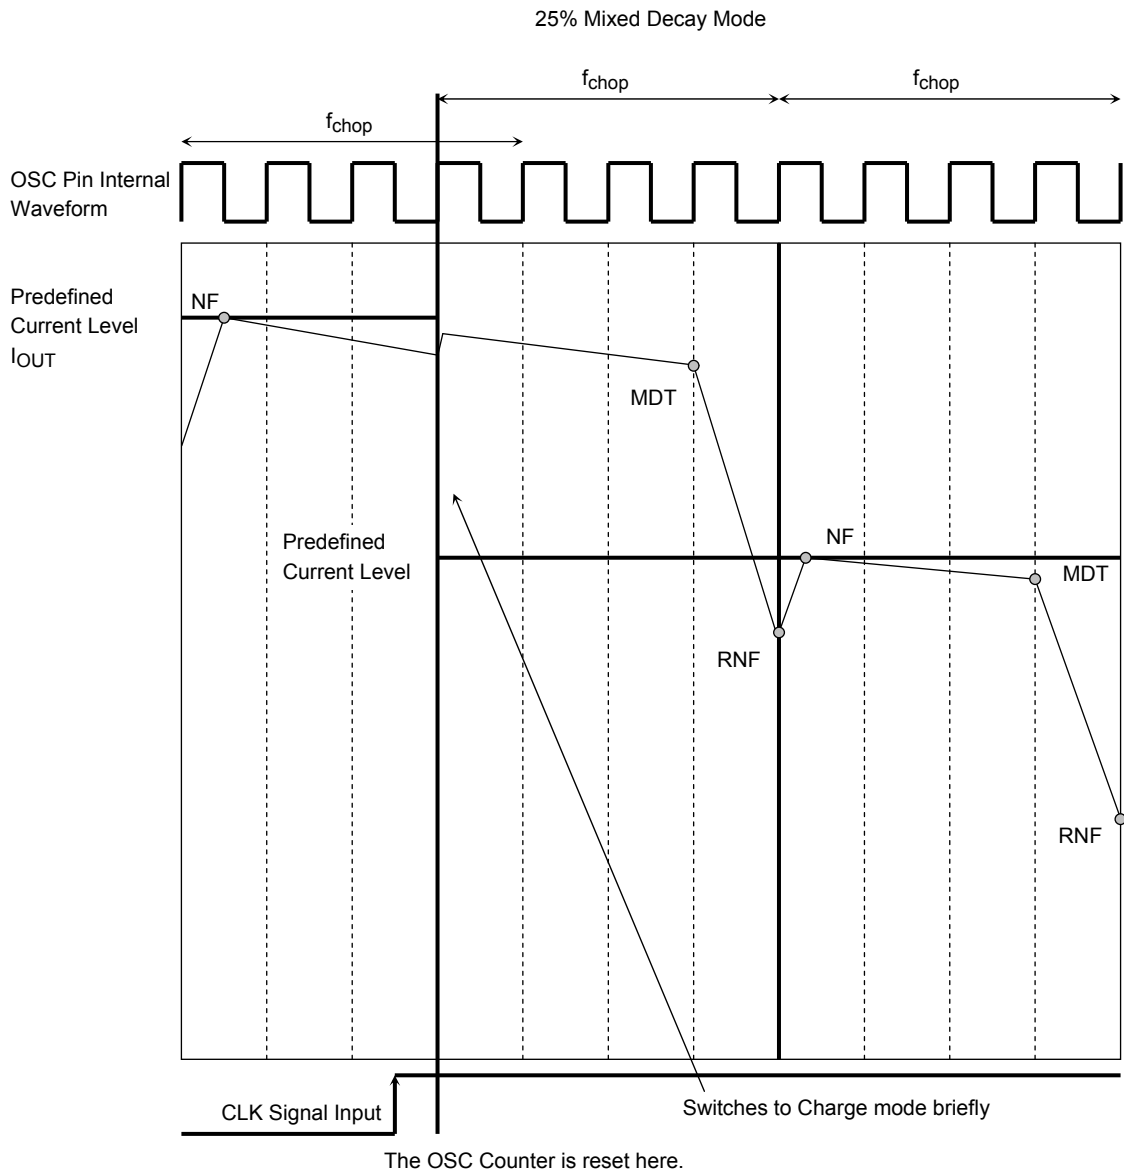 25% Mixed Decay Mode
fchop
fchop
fchop
OSC Pin Internal
Waveform
Predefined
Current Level
IOUT
NF
MDT
Predefined
Current Level
NF
MDT
RNF
RNF
CLK Signal Input
Switches to Charge mode briefly
The OSC Counter is reset here.